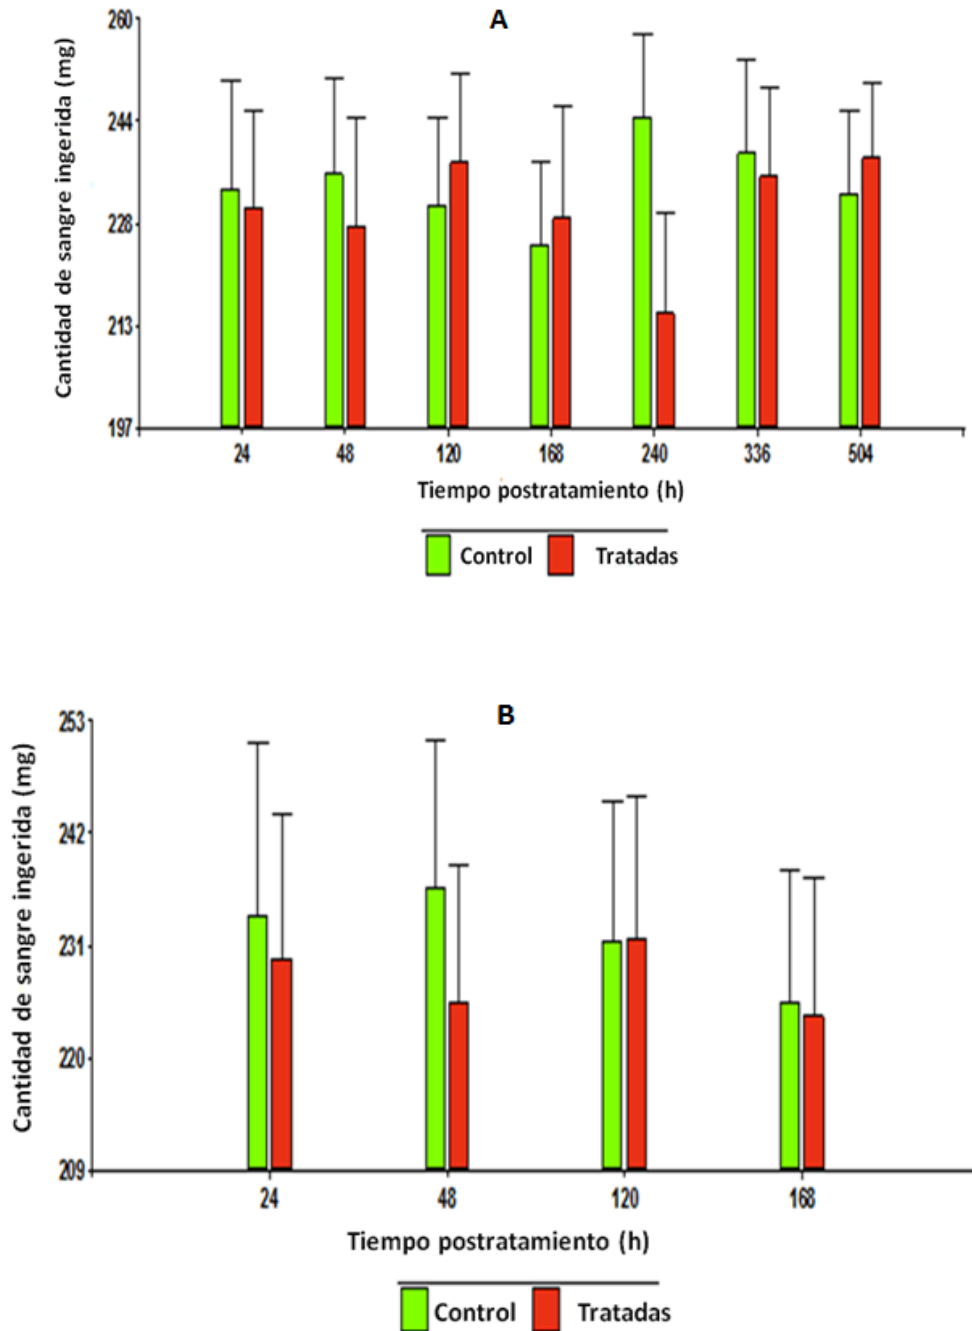 A
Cantidad de sangre ingerida (mg)
260
244
228
213
197
24 48 120 168 240 336 504
Tiempo postratamiento (h)
Control Tratadas
B
Cantidad de sangre ingerida (mg)
253
242
231
220
209
24 48 120 168
Tiempo postratamiento (h)
Control Tratadas